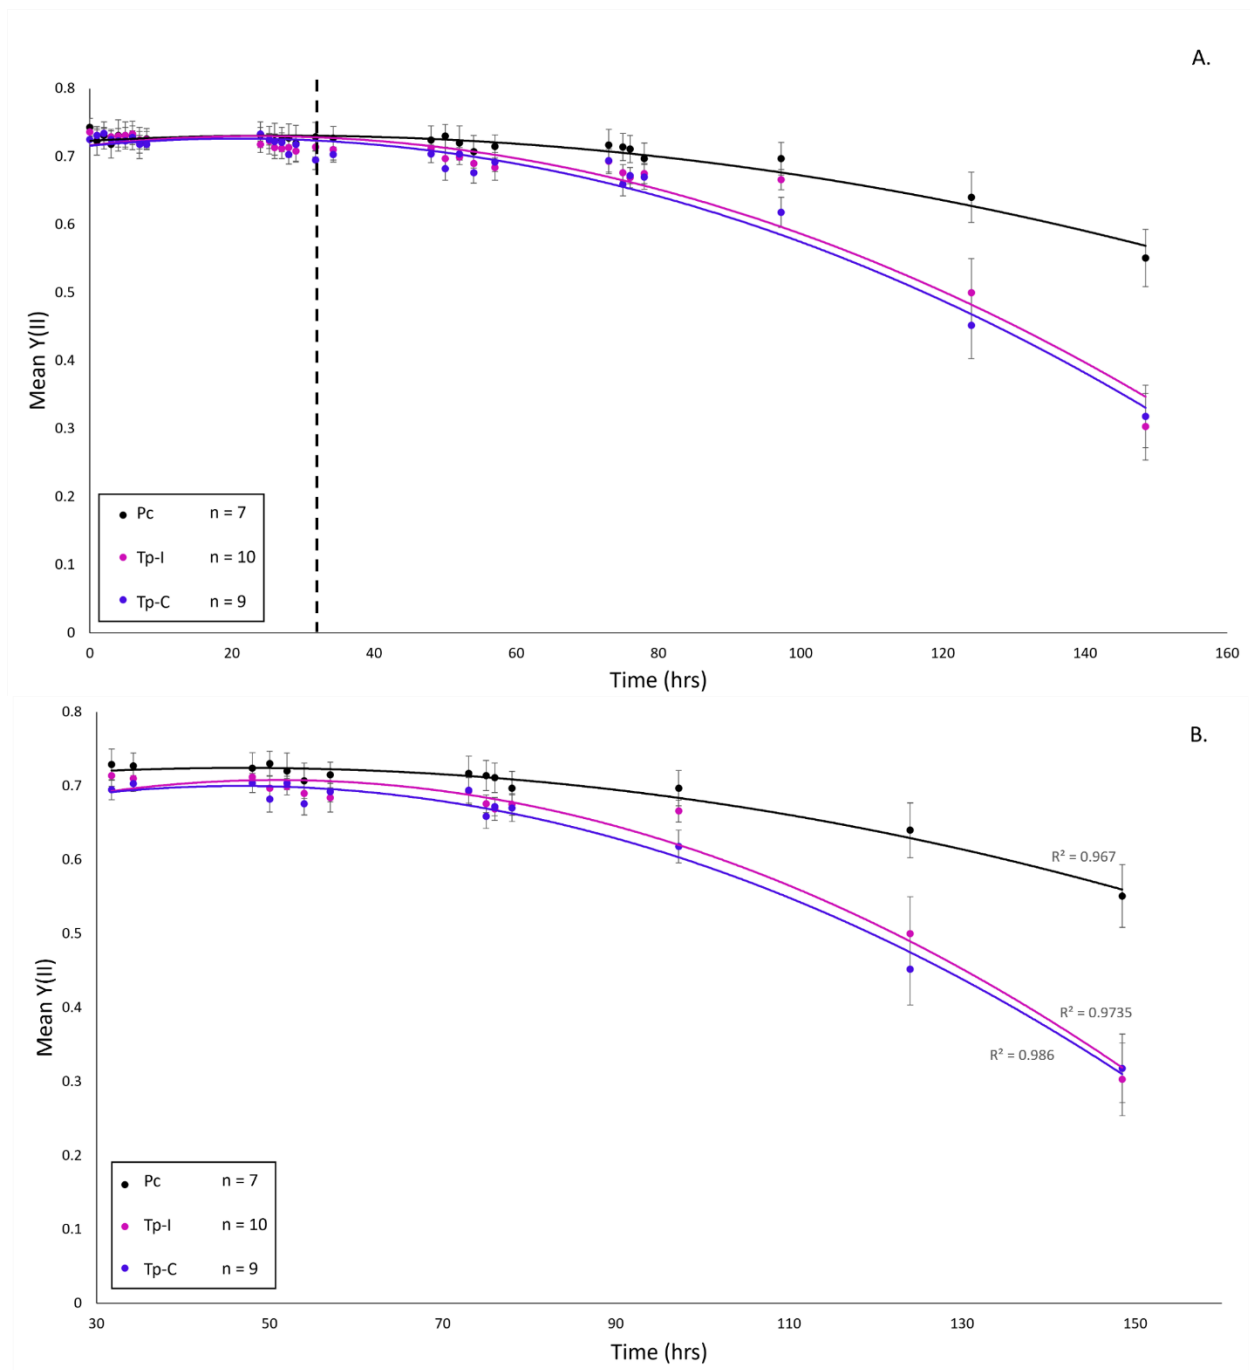 A.
0.8
0.7
0.6
0.5
0.4
0.3
0.2
0.1
0
Mean Y(II)
Pc n = 7
Tp-I n = 10
Tp-C n = 9
0 20 40 60 80 100 120 140 160
Time (hrs)
B.
0.8
0.7
0.6
0.5
0.4
0.3
0.2
0.1
0
Mean Y(II)
R² = 0.967
R² = 0.9735
R² = 0.986
Pc n = 7
Tp-I n = 10
Tp-C n = 9
30 50 70 90 110 130 150
Time (hrs)